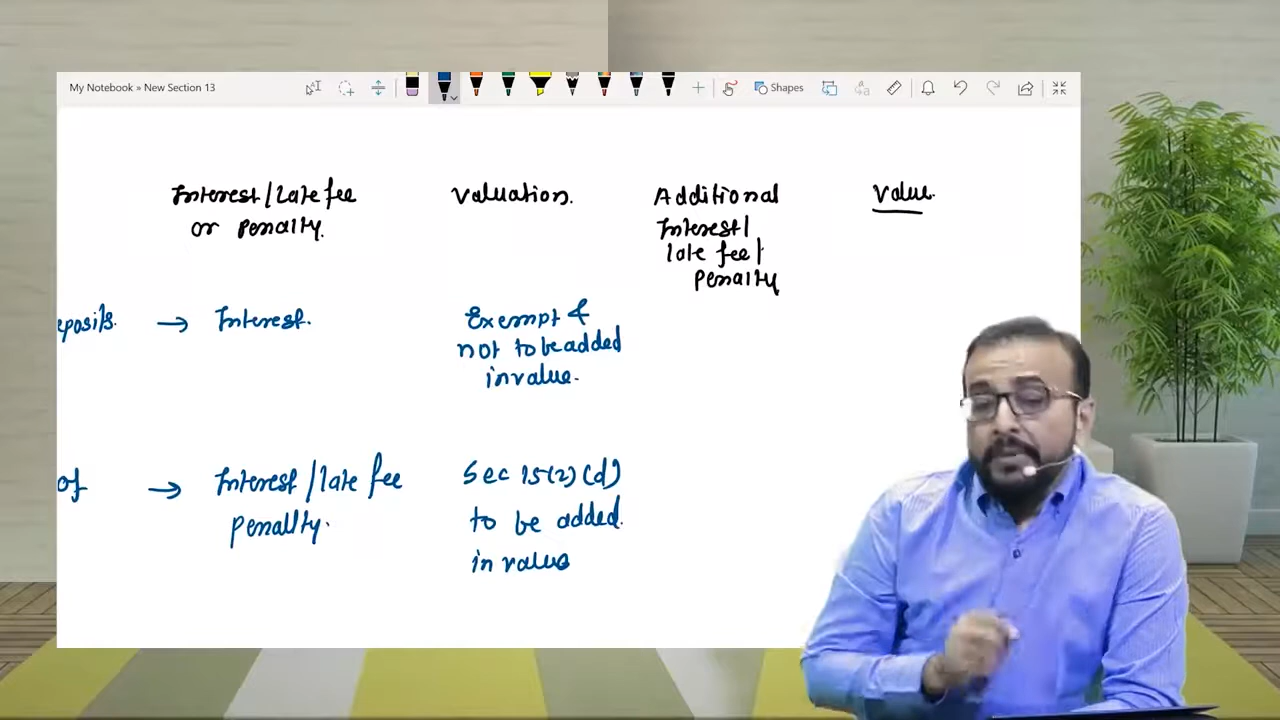 My Notebook » New Section 13
Shapes
Interest/Late fee
or penalty.
Valuation.
Additional
Interest/
late fee/
Penalty
Value.
eposits. → Interest.
Exempt &
not to be added
in value.
of → Interest/late fee
penallty.
Sec 15(2)(d)
to be added.
in value